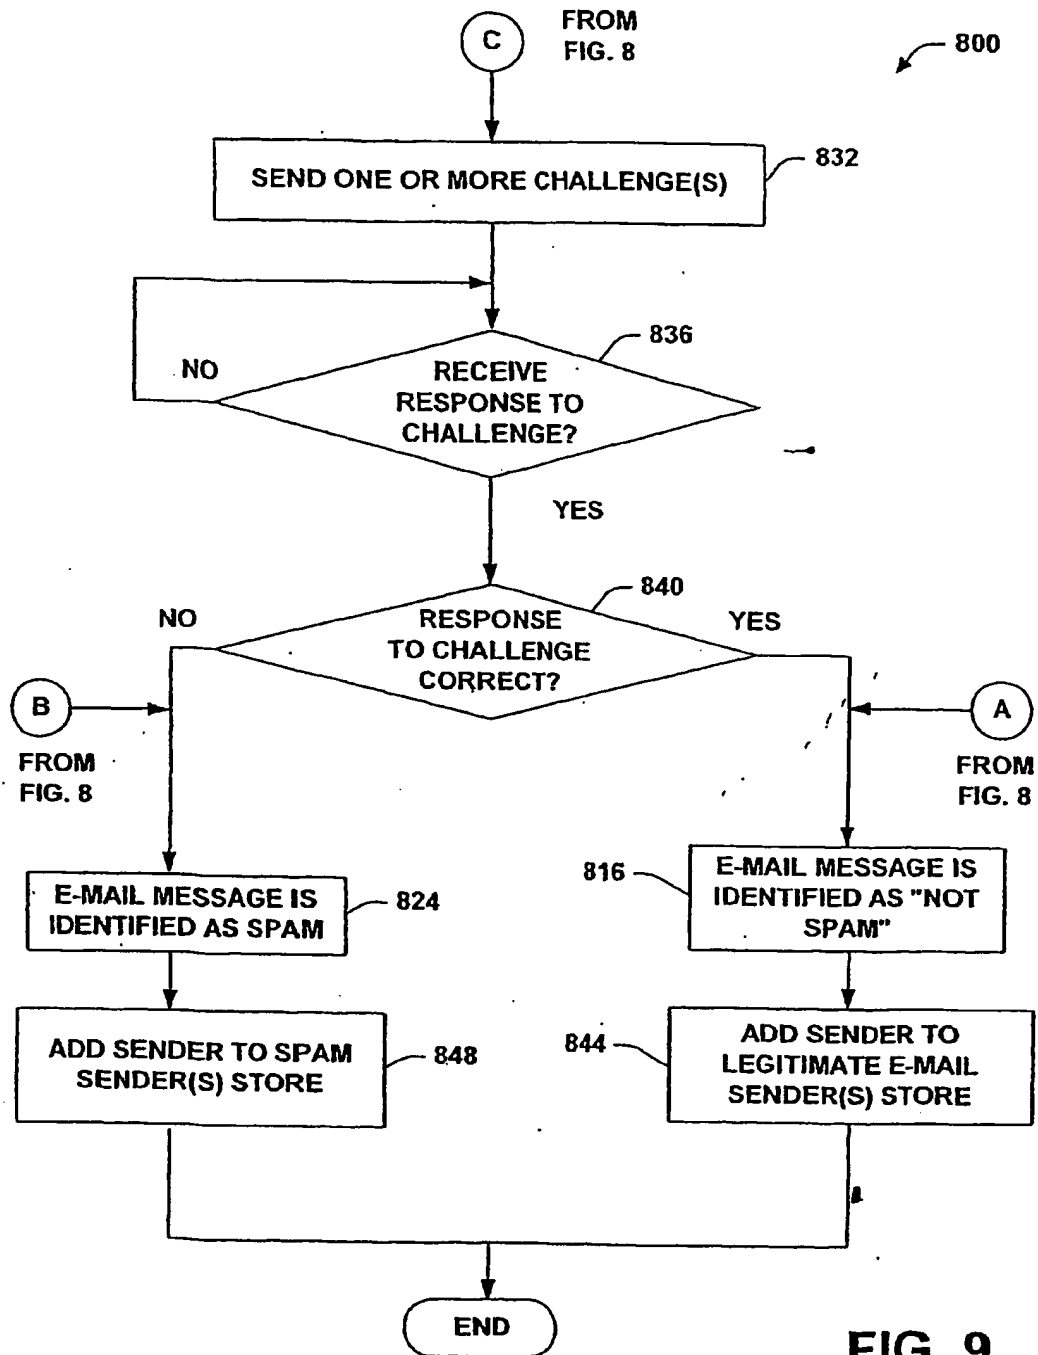 C
FROM
FIG. 8
800
SEND ONE OR MORE CHALLENGE(S)
832
836
NO
RECEIVE
RESPONSE TO
CHALLENGE?
YES
840
NO
RESPONSE
TO CHALLENGE
CORRECT?
YES
B
FROM
FIG. 8
A
FROM
FIG. 8
E-MAIL MESSAGE IS
IDENTIFIED AS SPAM
824
816
E-MAIL MESSAGE IS
IDENTIFIED AS "NOT
SPAM"
ADD SENDER TO SPAM
SENDER(S) STORE
848
844
ADD SENDER TO
LEGITIMATE E-MAIL
SENDER(S) STORE
END
FIG. 9